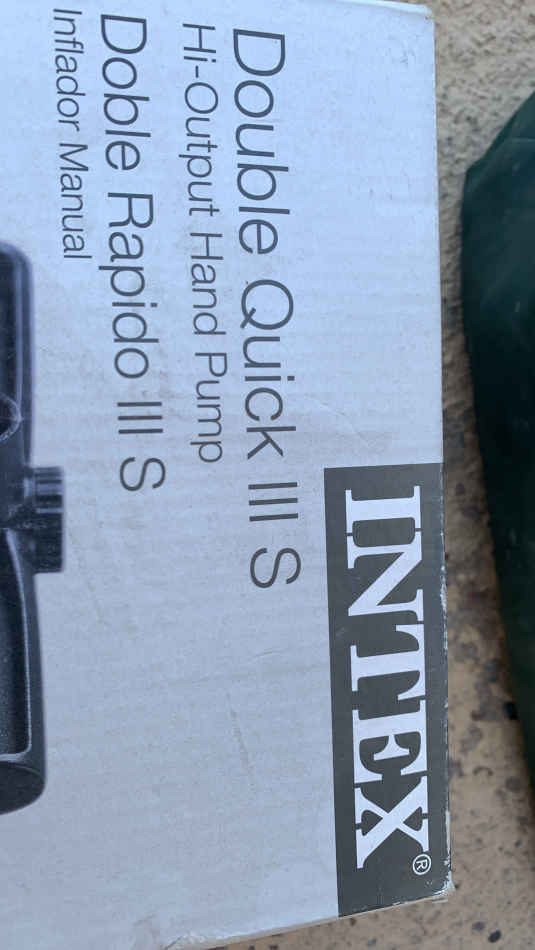 INTEX®
Double Quick III S
Hi-Output Hand Pump
Doble Rapido III S
Inflador Manual